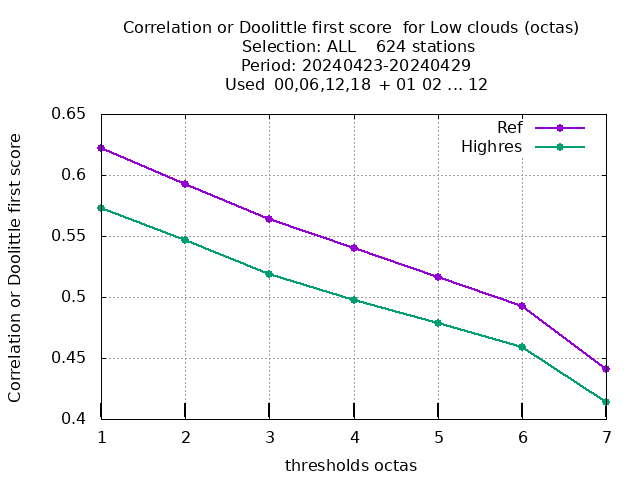 Correlation or Doolittle first score  for Low clouds (octas)
Selection: ALL    624 stations
Period: 20240423-20240429
Used  00,06,12,18  + 01 02 ... 12
Correlation or Doolittle first score
0.65
0.6
0.55
0.5
0.45
0.4
Ref
Highres
1 2 3 4 5 6 7
thresholds octas